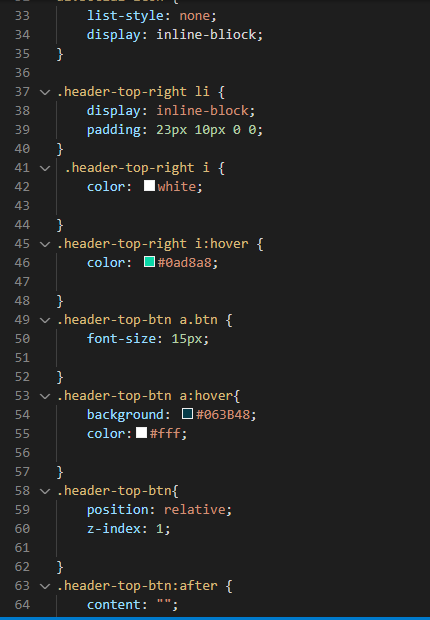 33 list-style: none;
34 display: inline-bliock;
35 }
36
37 .header-top-right li {
38 display: inline-block;
39 padding: 23px 10px 0 0;
40 }
41 .header-top-right i {
42 color: white;
43
44 }
45 .header-top-right i:hover {
46 color: #0ad8a8;
47
48 }
49 .header-top-btn a.btn {
50 font-size: 15px;
51
52 }
53 .header-top-btn a:hover{
54 background: #063B48;
55 color: #fff;
56
57 }
58 .header-top-btn{
59 position: relative;
60 z-index: 1;
61
62 }
63 .header-top-btn:after {
64 content: "";